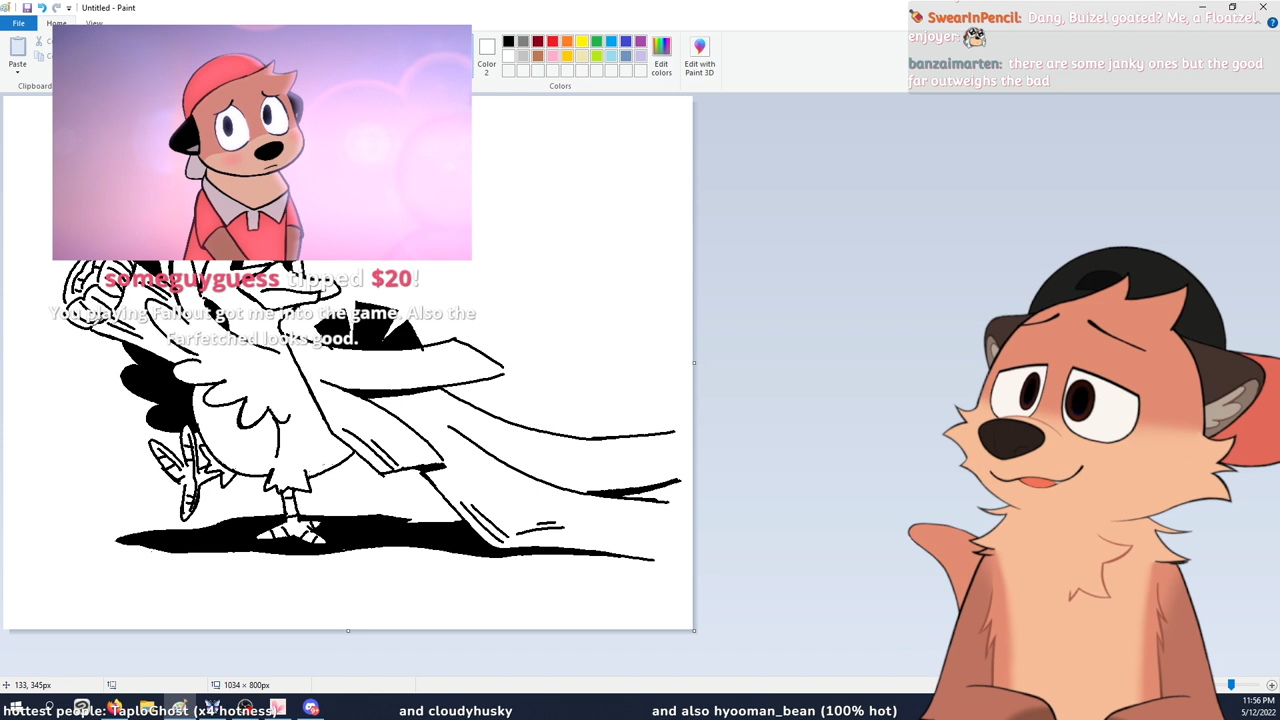 Untitled - Paint
File
Home
View
Paste
Clipboard
Color
2
Edit
colors
Edit with
Paint 3D
Colors
SwearInPencil: Dang, Buizel goated? Me, a Floatzel
enjoyer:
banzaimarten: there are some janky ones but the good
far outweighs the bad
someguyguess tipped $20!
You playing Fallout got me into the game. Also the
Farfetched looks good.
133, 345px
1034 × 800px
11:56 PM
5/12/2022
hottest people: TaploGhost (x4 hotness)
and cloudyhusky
and also hyooman_bean (100% hot)